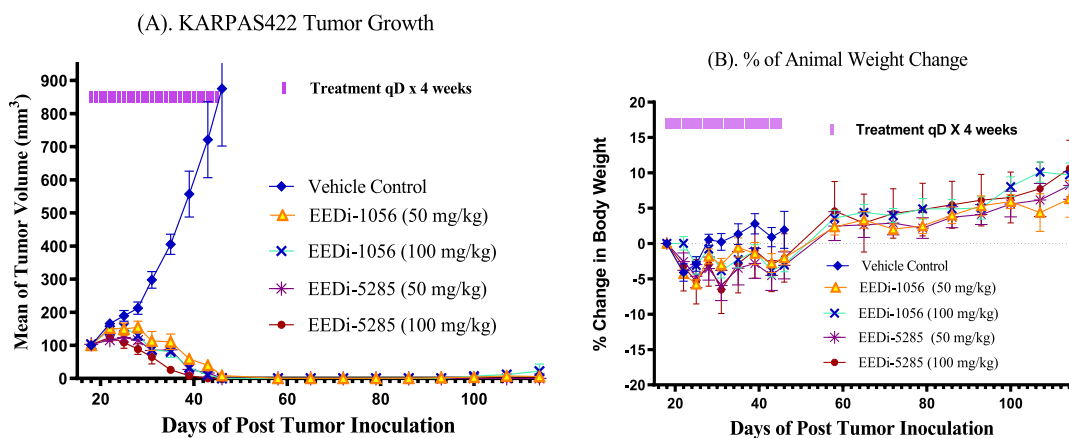 (A). KARPAS422 Tumor Growth
Mean of Tumor Volume (mm³)
900
800
700
600
500
400
300
200
100
0
Treatment qD x 4 weeks
Vehicle Control
EEDi-1056 (50 mg/kg)
EEDi-1056 (100 mg/kg)
EEDi-5285 (50 mg/kg)
EEDi-5285 (100 mg/kg)
20 40 60 80 100
Days of Post Tumor Inoculation
(B). % of Animal Weight Change
% Change in Body Weight
20
15
10
5
0
-5
-10
-15
-20
Treatment qD X 4 weeks
Vehicle Control
EEDi-1056 (50 mg/kg)
EEDi-1056 (100 mg/kg)
EEDi-5285 (50 mg/kg)
EEDi-5285 (100 mg/kg)
20 40 60 80 100
Days of Post Tumor Inoculation